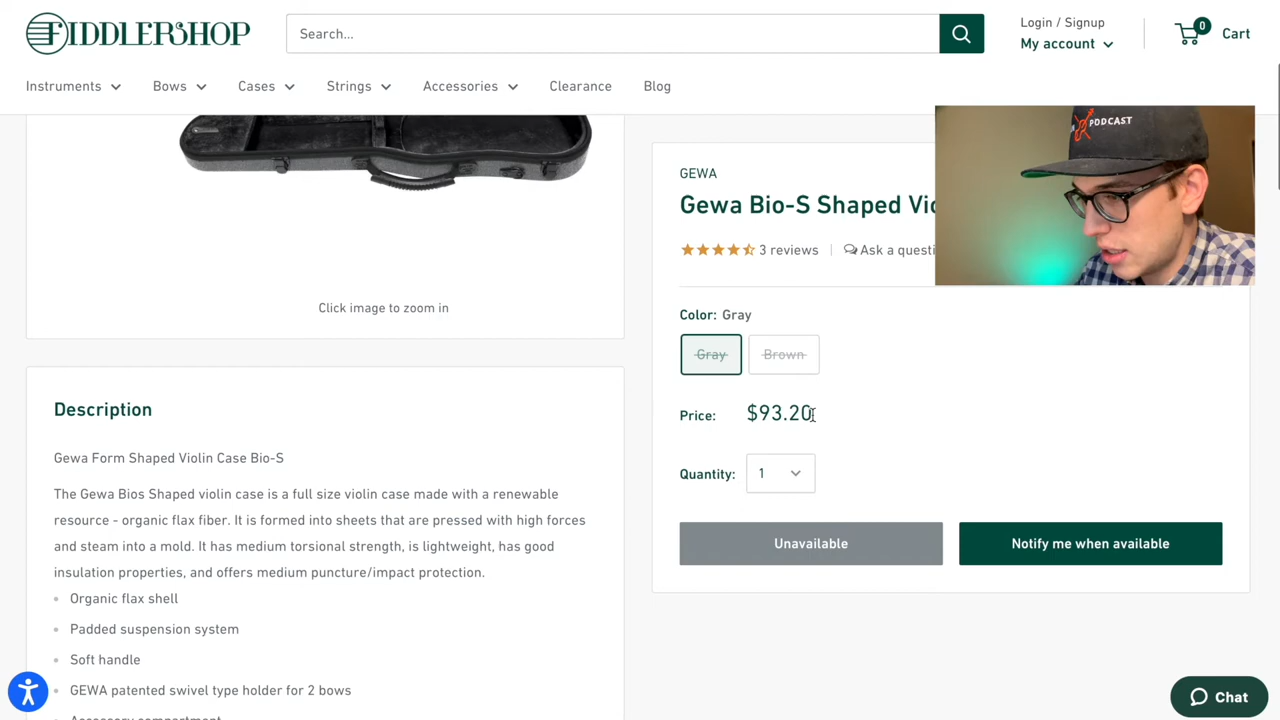 FIDDLERSHOP
Search...
Login / Signup
My account
0
Cart
Instruments
Bows
Cases
Strings
Accessories
Clearance
Blog
PODCAST
GEWA
Gewa Bio-S Shaped
3 reviews
Ask a
Click image to zoom in
Color: Gray
Gray
Brown
Price: $93.20
Quantity: 1
Unavailable
Notify me when available
Description
Gewa Form Shaped Violin Case Bio-S
The Gewa Bios Shaped violin case is a full size violin case made with a renewable
resource - organic flax fiber. It is formed into sheets that are pressed with high forces
and steam into a mold. It has medium torsional strength, is lightweight, has good
insulation properties, and offers medium puncture/impact protection.
Organic flax shell
Padded suspension system
Soft handle
GEWA patented swivel type holder for 2 bows
Accessory compartment
Chat